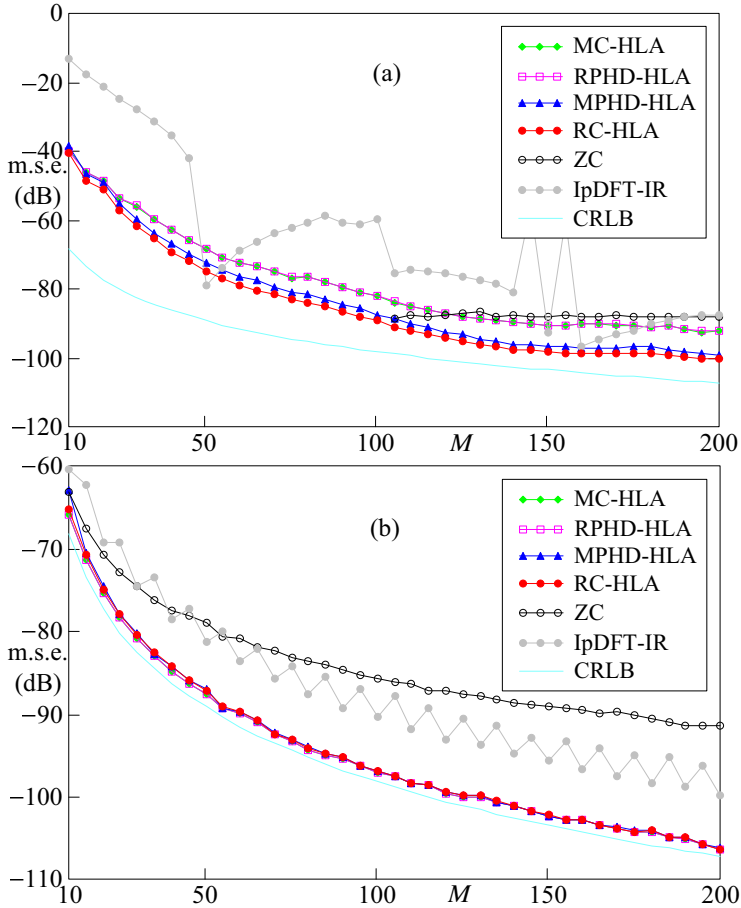 0
(a)
MC-HLA
RPHD-HLA
MPHD-HLA
RC-HLA
ZC
IpDFT-IR
CRLB
−20
−40
m.s.e.
(dB)
−60
−80
−100
−120
10 50 100 M 150 200
−60
(b)
MC-HLA
RPHD-HLA
MPHD-HLA
RC-HLA
ZC
IpDFT-IR
CRLB
−70
−80
m.s.e.
(dB)
−90
−100
−110
10 50 100 M 150 200